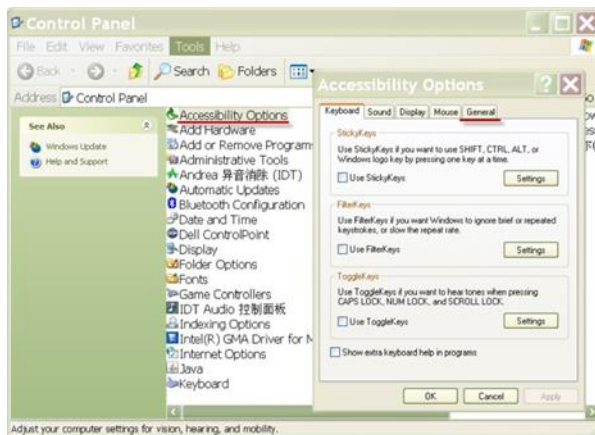 Control Panel
File Edit View Favorites Tools Help
Back Search Folders
Address Control Panel
See Also
Windows Update
Help and Support
Accessibility Options
Add Hardware
Add or Remove Program
Administrative Tools
Andrea 异音消除 (IDT)
Automatic Updates
Bluetooth Configuration
Date and Time
Dell ControlPoint
Display
Folder Options
Fonts
Game Controllers
IDT Audio 控制面板
Indexing Options
Intel(R) GMA Driver for M
Internet Options
Java
Keyboard
Adjust your computer settings for vision, hearing, and mobility.
Accessibility Options
Keyboard Sound Display Mouse General
StickyKeys
Use StickyKeys if you want to use SHIFT, CTRL, ALT, or
Windows logo key by pressing one key at a time.
Use StickyKeys Settings
FilterKeys
Use FilterKeys if you want Windows to ignore brief or repeated
keystrokes, or slow the repeat rate.
Use FilterKeys Settings
ToggleKeys
Use ToggleKeys if you want to hear tones when pressing
CAPS LOCK, NUM LOCK, and SCROLL LOCK.
Use ToggleKeys Settings
Show extra keyboard help in programs
OK Cancel Apply